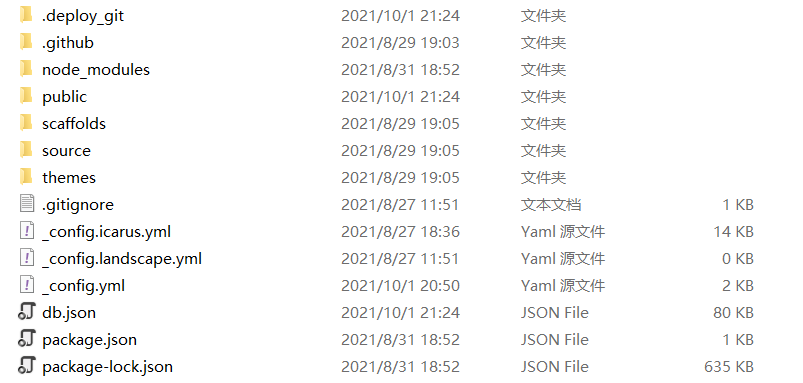 .deploy_git 2021/10/1 21:24 文件夹
.github 2021/8/29 19:03 文件夹
node_modules 2021/8/31 18:52 文件夹
public 2021/10/1 21:24 文件夹
scaffolds 2021/8/29 19:05 文件夹
source 2021/8/29 19:05 文件夹
themes 2021/8/29 19:05 文件夹
.gitignore 2021/8/27 11:51 文本文档 1 KB
_config.icarus.yml 2021/8/27 18:36 Yaml 源文件 14 KB
_config.landscape.yml 2021/8/27 11:51 Yaml 源文件 0 KB
_config.yml 2021/10/1 20:50 Yaml 源文件 2 KB
db.json 2021/10/1 21:24 JSON File 80 KB
package.json 2021/8/31 18:52 JSON File 1 KB
package-lock.json 2021/8/31 18:52 JSON File 635 KB